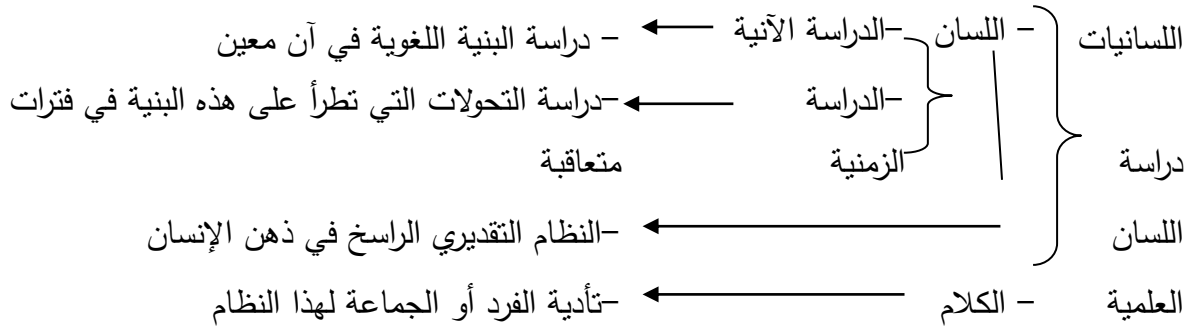 اللسانيات – اللسان –الدراسة الآنية – دراسة البنية اللغوية في آن معين
–الدراسة –دراسة التحولات التي تطرأ على هذه البنية في فترات
دراسة الزمنية متعاقبة
اللسان –النظام التقديري الراسخ في ذهن الإنسان
العلمية – الكلام –تأدية الفرد أو الجماعة لهذا النظام